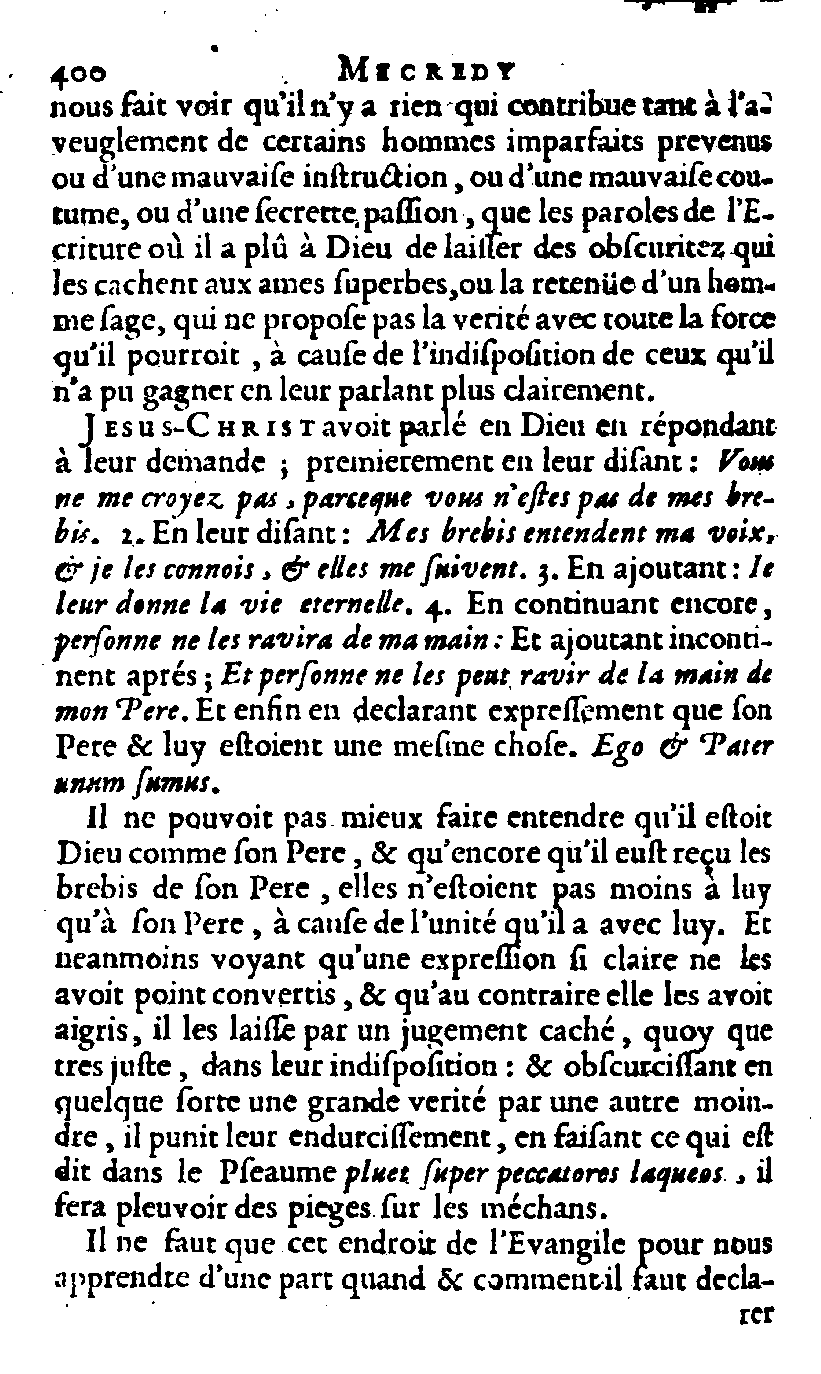 400 MECREDY
nous fait voir qu'il n'y a rien qui contribue tant à l'a-
veuglement de certains hommes imparfaits prevenus
ou d'une mauvaiſe inſtruction, ou d'une mauvaiſe cou-
tume, ou d'une ſecrette paſſion, que les paroles de l'E-
criture où il a plû à Dieu de laiſſer des obſcuritez qui
les cachent aux ames ſuperbes, ou la retenüe d'un hom-
me ſage, qui ne propoſe pas la verité avec toute la force
qu'il pourroit, à cauſe de l'indiſpoſition de ceux qu'il
n'a pu gagner en leur parlant plus clairement.
JESUS-CHRIST avoit parlé en Dieu en répondant
à leur demande ; premierement en leur diſant : Vous
ne me croyez pas, parceque vous n'eſtes pas de mes bre-
bis. 2. En leur diſant : Mes brebis entendent ma voix,
& je les connois, & elles me ſuivent. 3. En ajoutant : Ie
leur donne la vie eternelle. 4. En continuant encore,
perſonne ne les ravira de ma main : Et ajoutant inconti-
nent aprés ; Et perſonne ne les peut ravir de la main de
mon Pere. Et enfin en declarant expreſſement que ſon
Pere & luy eſtoient une meſme choſe. Ego & Pater
unum ſumus.
Il ne pouvoit pas mieux faire entendre qu'il eſtoit
Dieu comme ſon Pere, & qu'encore qu'il euſt reçu les
brebis de ſon Pere, elles n'eſtoient pas moins à luy
qu'à ſon Pere, à cauſe de l'unité qu'il a avec luy. Et
neanmoins voyant qu'une expreſſion ſi claire ne les
avoit point convertis, & qu'au contraire elle les avoit
aigris, il les laiſſe par un jugement caché, quoy que
tres juſte, dans leur indiſpoſition : & obſcurciſſant en
quelque ſorte une grande verité par une autre moin-
dre, il punit leur endurciſſement, en faiſant ce qui eſt
dit dans le Pſeaume pluet ſuper peccatores laqueos, il
fera pleuvoir des pieges ſur les méchans.
Il ne faut que cet endroit de l'Evangile pour nous
apprendre d'une part quand & comment il faut decla-
rer